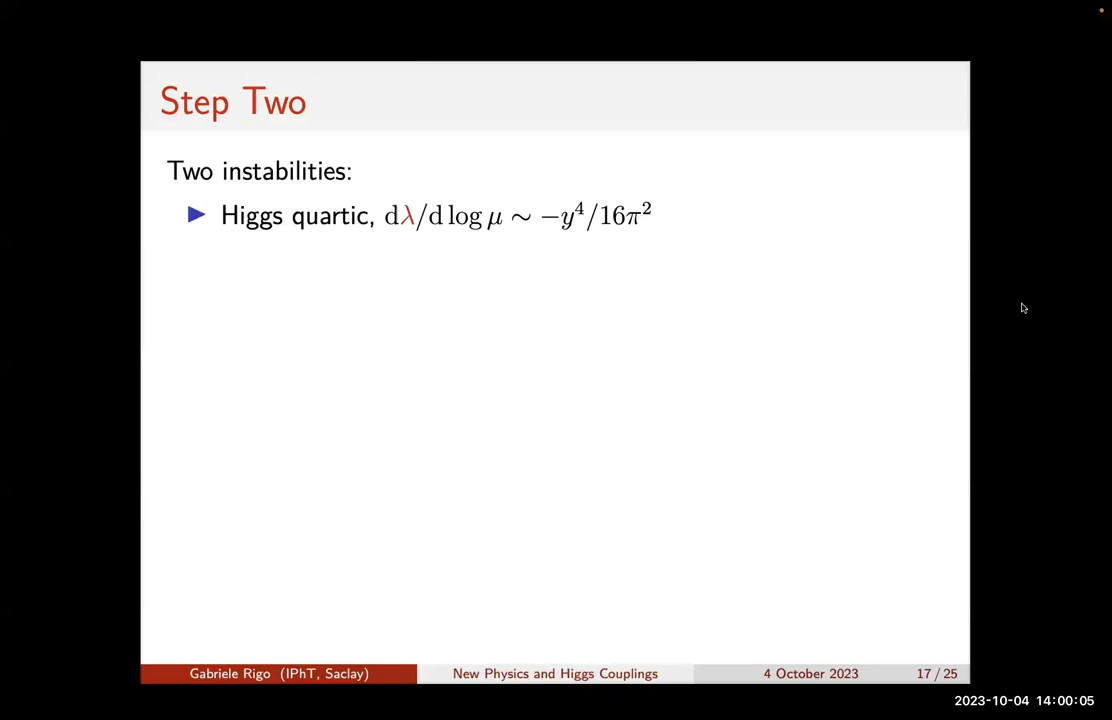 Step Two
Two instabilities:
▶ Higgs quartic, dλ/d log μ ∼ −y⁴/16π²
Gabriele Rigo (IPhT, Saclay)
New Physics and Higgs Couplings
4 October 2023
17 / 25
2023-10-04 14:00:05